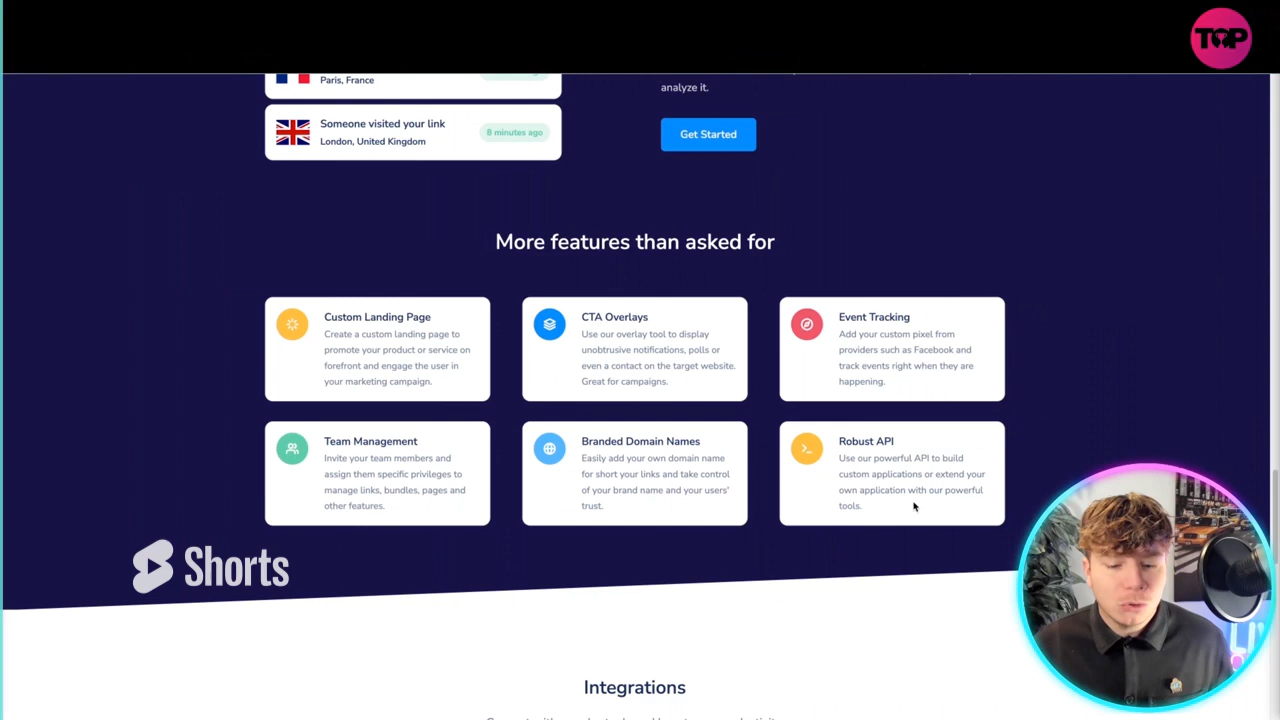 TOP
Paris, France
analyze it.
Someone visited your link
8 minutes ago
London, United Kingdom
Get Started
More features than asked for
Custom Landing Page
Create a custom landing page to
promote your product or service on
forefront and engage the user in
your marketing campaign.
CTA Overlays
Use our overlay tool to display
unobtrusive notifications, polls or
even a contact on the target website.
Great for campaigns.
Event Tracking
Add your custom pixel from
providers such as Facebook and
track events right when they are
happening.
Team Management
Invite your team members and
assign them specific privileges to
manage links, bundles, pages and
other features.
Branded Domain Names
Easily add your own domain name
for short your links and take control
of your brand name and your users'
trust.
Robust API
Use our powerful API to build
custom applications or extend your
own application with our powerful
tools.
Shorts
Integrations